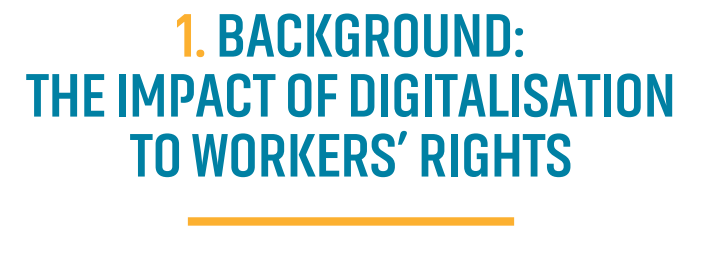 1. BACKGROUND:
THE IMPACT OF DIGITALISATION
TO WORKERS’ RIGHTS